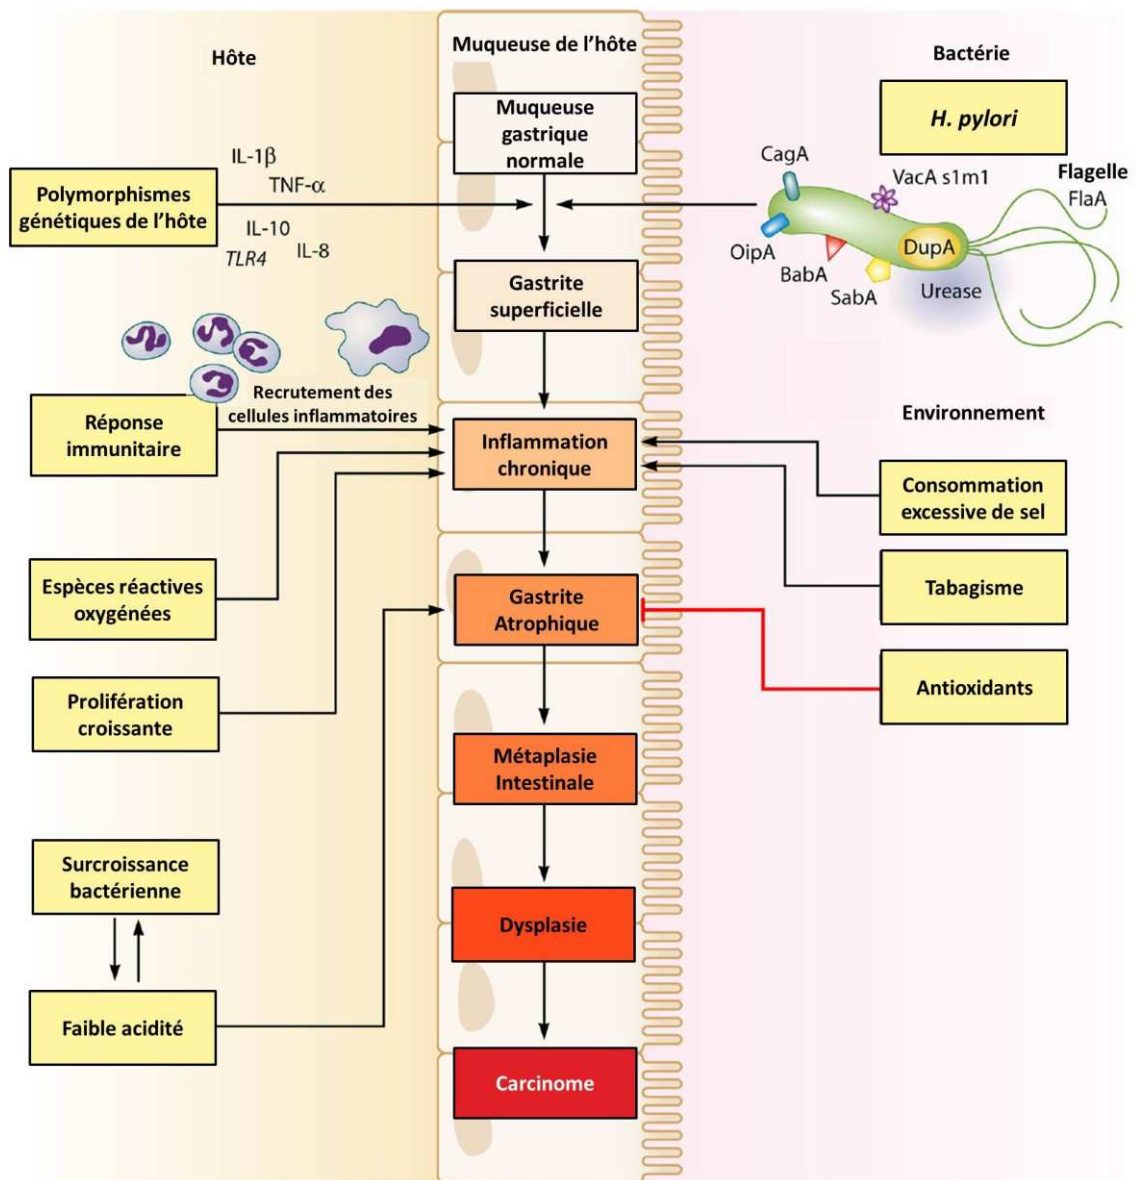 Hôte
Muqueuse de l'hôte
Bactérie
Muqueuse
gastrique
normale
H. pylori
Polymorphismes
génétiques de l'hôte
IL-1β
TNF-α
IL-10
TLR4
IL-8
CagA
VacA s1m1
Flagelle
FlaA
OipA
BabA
SabA
DupA
Urease
Gastrite
superficielle
Recrutement des
cellules inflammatoires
Réponse
immunitaire
Inflammation
chronique
Environnement
Consommation
excessive de sel
Espèces réactives
oxygénées
Gastrite
Atrophique
Tabagisme
Prolifération
croissante
Antioxidants
Métaplasie
Intestinale
Surcroissance
bactérienne
Dysplasie
Faible acidité
Carcinome